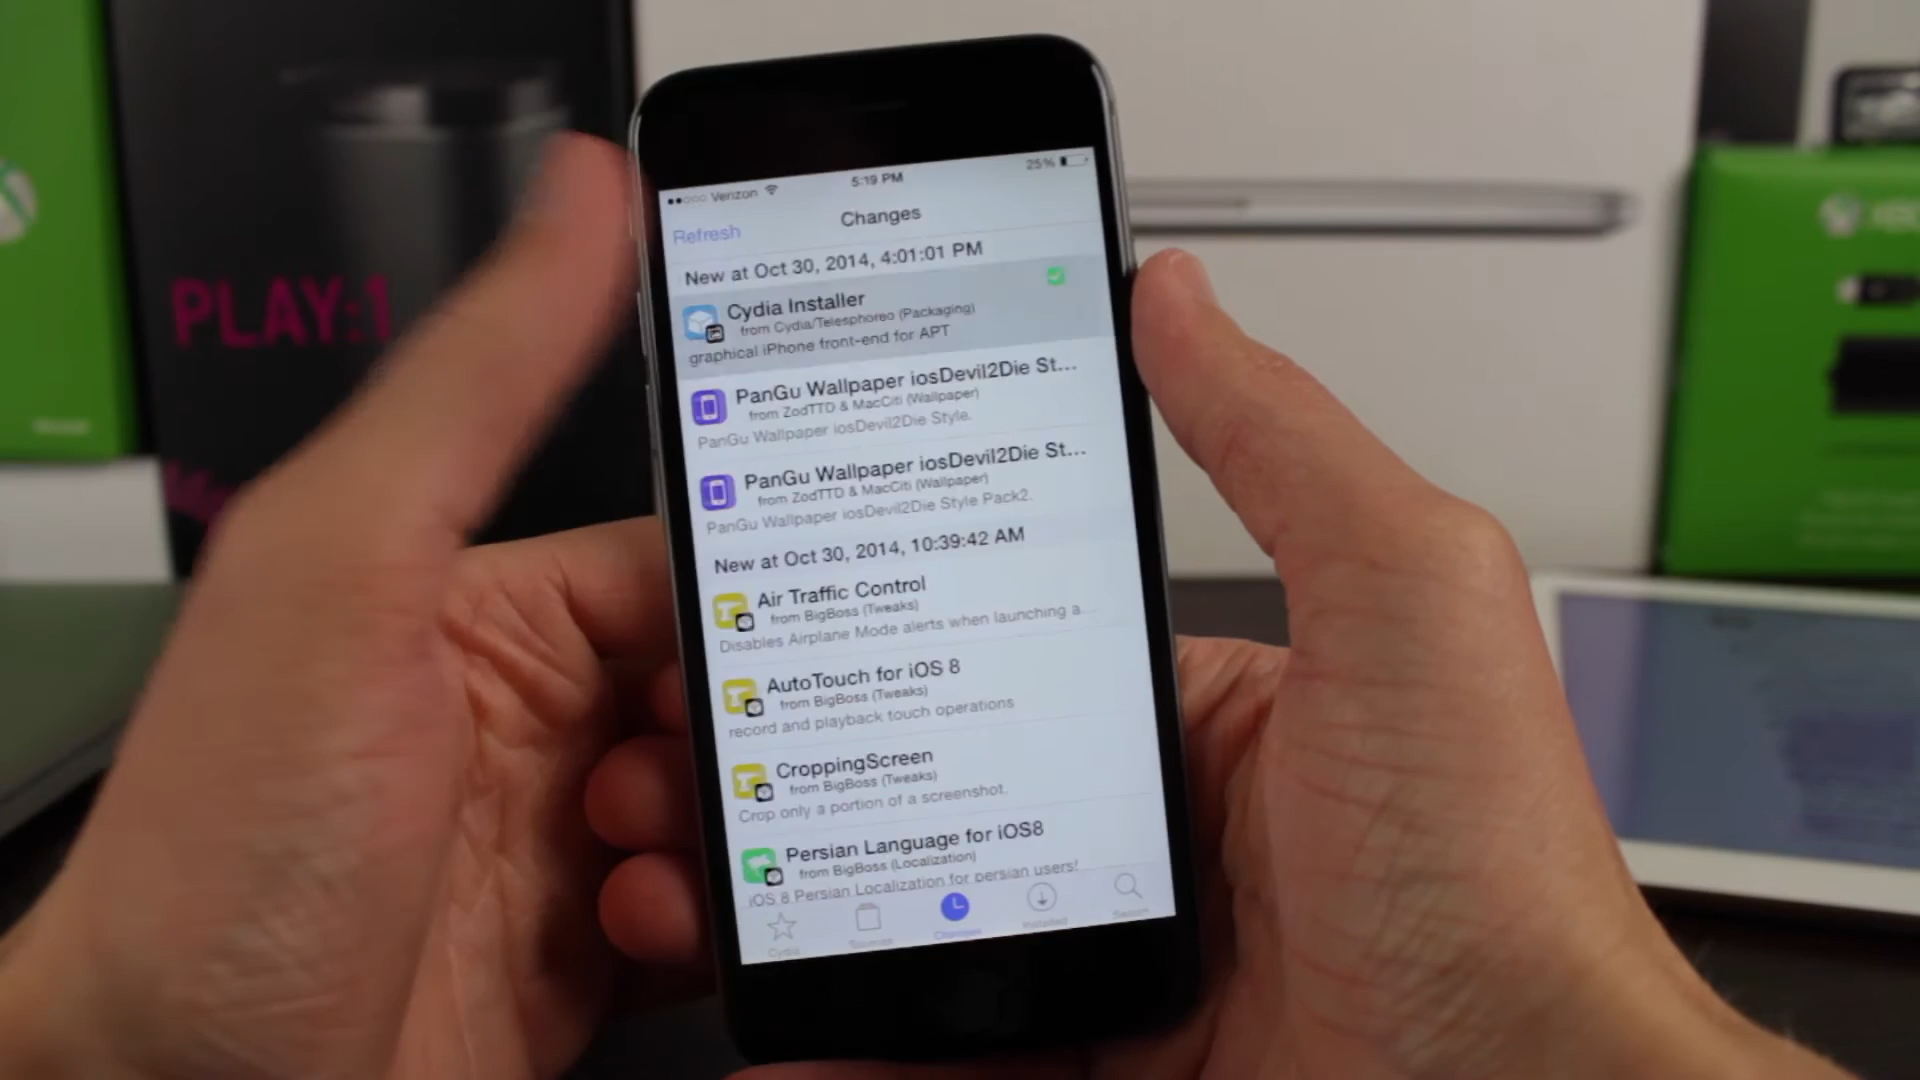 PLAY:1
Verizon
5:19 PM
25%
Refresh
Changes
New at Oct 30, 2014, 4:01:01 PM
Cydia Installer
from Cydia/Telesphoreo (Packaging)
graphical iPhone front-end for APT
PanGu Wallpaper iosDevil2Die St...
from ZodTTD & MacCiti (Wallpaper)
PanGu Wallpaper iosDevil2Die Style.
PanGu Wallpaper iosDevil2Die St...
from ZodTTD & MacCiti (Wallpaper)
PanGu Wallpaper iosDevil2Die Style Pack2.
New at Oct 30, 2014, 10:39:42 AM
Air Traffic Control
from BigBoss (Tweaks)
Disables Airplane Mode alerts when launching a...
AutoTouch for iOS 8
from BigBoss (Tweaks)
record and playback touch operations
CroppingScreen
from BigBoss (Tweaks)
Crop only a portion of a screenshot.
Persian Language for iOS8
from BigBoss (Localization)
iOS 8 Persian Localization for persian users!
Cydia
Sources
Changes
Installed
Search